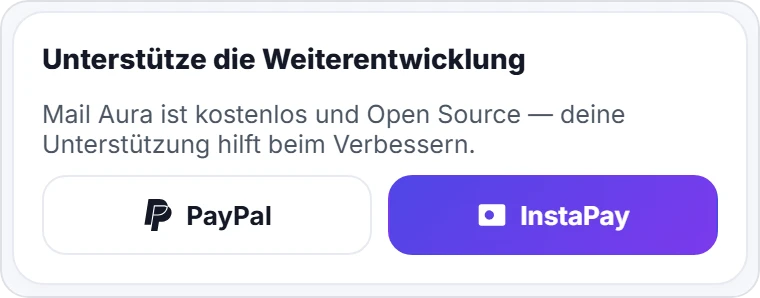 Unterstütze die Weiterentwicklung
Mail Aura ist kostenlos und Open Source — deine
Unterstützung hilft beim Verbessern.
PayPal
InstaPay